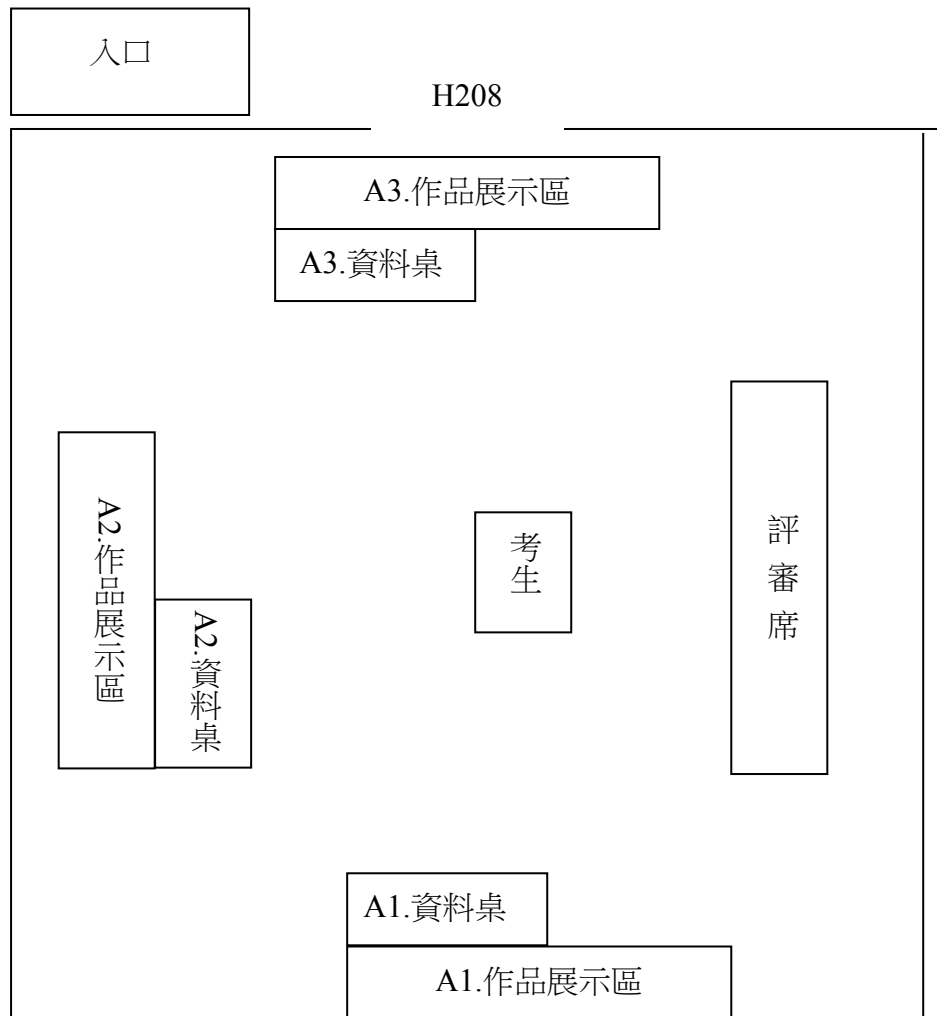 入口
H208
A3.作品展示區
A3.資料桌
A2.作品展示區
A2.資料桌
考生
評審席
A1.資料桌
A1.作品展示區